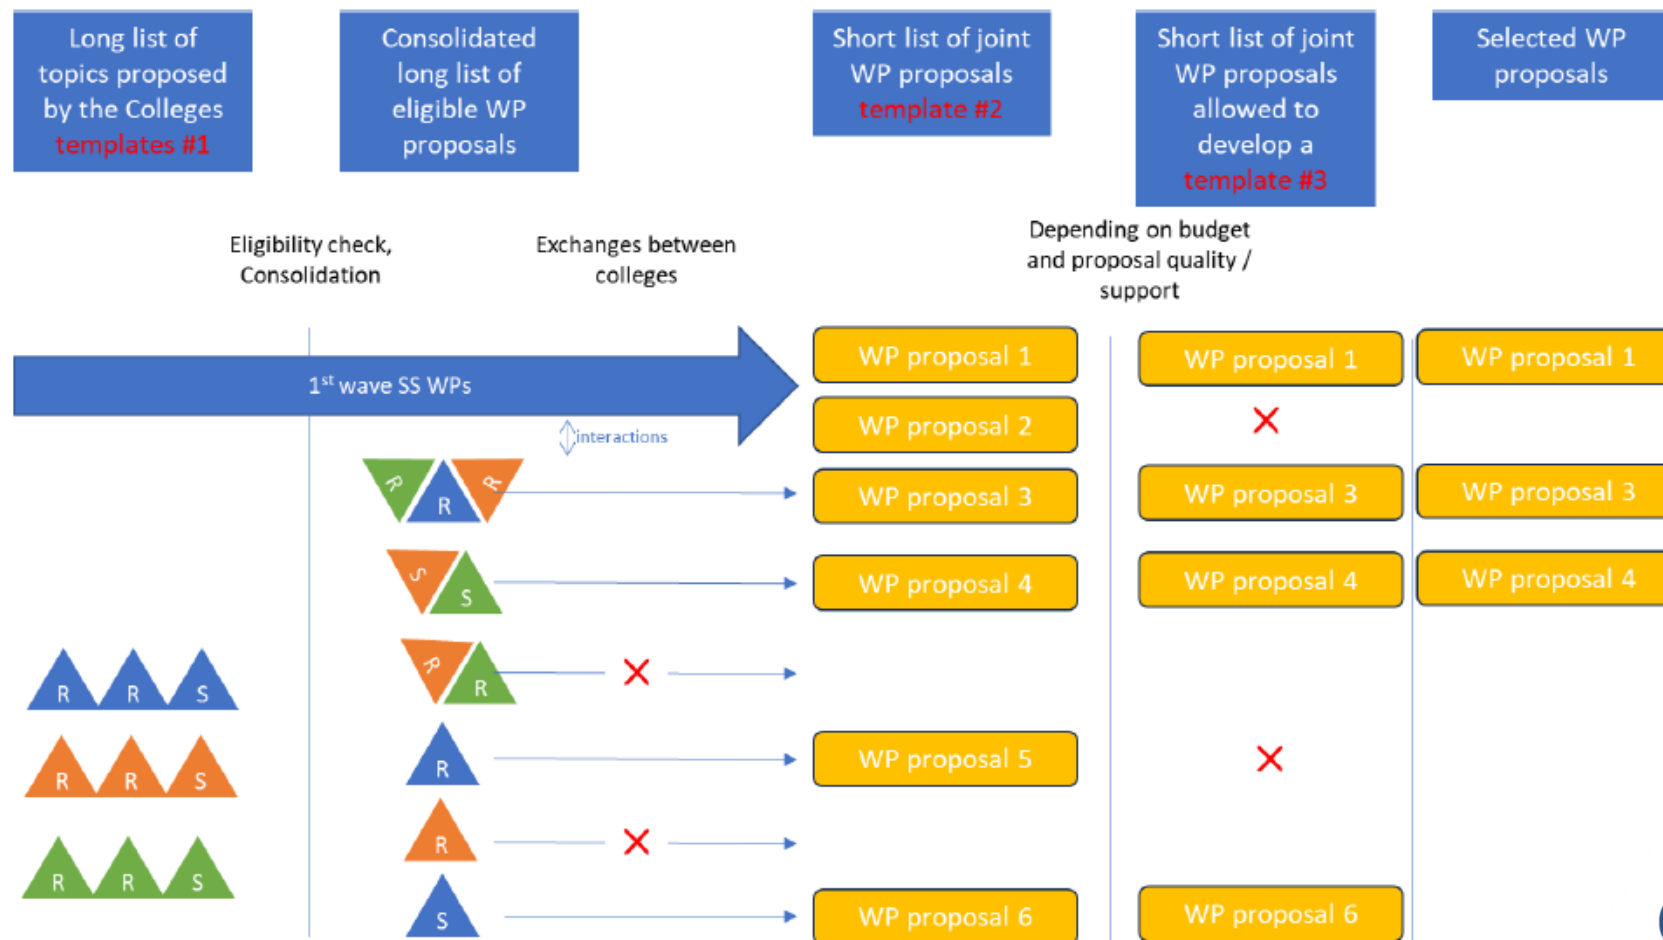 Long list of
topics proposed
by the Colleges
templates #1
Consolidated
long list of
eligible WP
proposals
Short list of joint
WP proposals
template #2
Short list of joint
WP proposals
allowed to
develop a
template #3
Selected WP
proposals
Eligibility check,
Consolidation
Exchanges between
colleges
Depending on budget
and proposal quality /
support
1st wave SS WPs
interactions
WP proposal 1
WP proposal 1
WP proposal 1
WP proposal 2
R
R
R
WP proposal 3
WP proposal 3
WP proposal 3
S
S
WP proposal 4
WP proposal 4
WP proposal 4
R
R
R R S
R
WP proposal 5
R R S
R
R R S
S
WP proposal 6
WP proposal 6